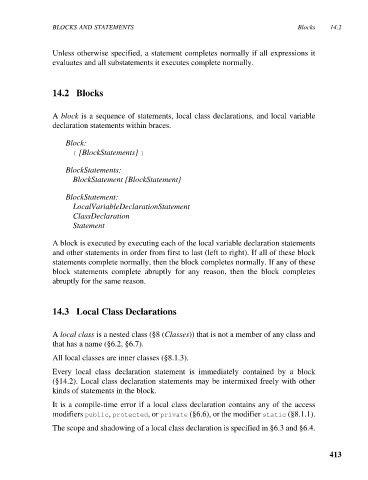 BLOCKS AND STATEMENTS Blocks 14.2
Unless otherwise specified, a statement completes normally if all expressions it
evaluates and all substatements it executes complete normally.
14.2 Blocks
A block is a sequence of statements, local class declarations, and local variable
declaration statements within braces.
Block:
{ [BlockStatements] }
BlockStatements:
BlockStatement {BlockStatement}
BlockStatement:
LocalVariableDeclarationStatement
ClassDeclaration
Statement
A block is executed by executing each of the local variable declaration statements
and other statements in order from first to last (left to right). If all of these block
statements complete normally, then the block completes normally. If any of these
block statements complete abruptly for any reason, then the block completes
abruptly for the same reason.
14.3 Local Class Declarations
A local class is a nested class (§8 (Classes)) that is not a member of any class and
that has a name (§6.2, §6.7).
All local classes are inner classes (§8.1.3).
Every local class declaration statement is immediately contained by a block
(§14.2). Local class declaration statements may be intermixed freely with other
kinds of statements in the block.
It is a compile-time error if a local class declaration contains any of the access
modifiers public, protected, or private (§6.6), or the modifier static (§8.1.1).
The scope and shadowing of a local class declaration is specified in §6.3 and §6.4.
413